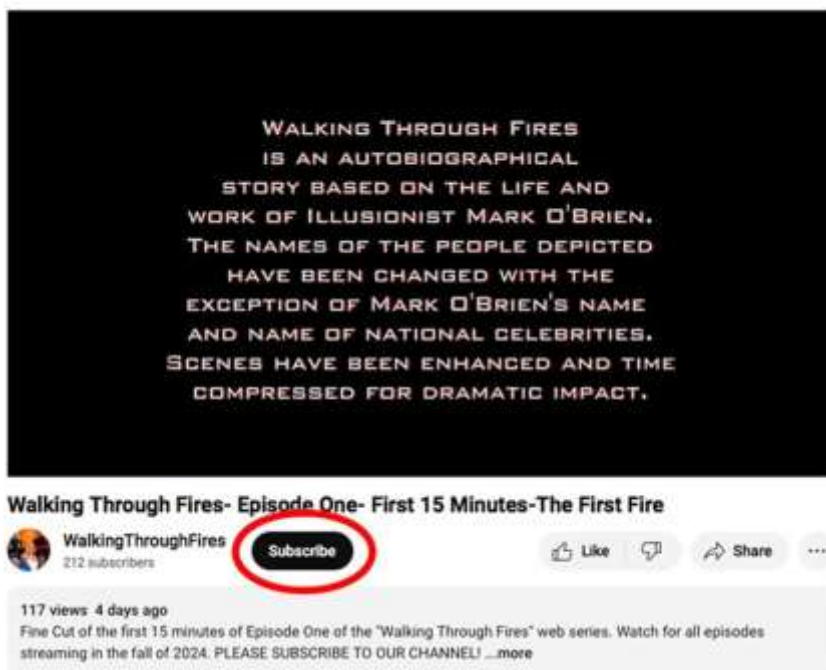 WALKING THROUGH FIRES
IS AN AUTOBIOGRAPHICAL
STORY BASED ON THE LIFE AND
WORK OF ILLUSIONIST MARK O'BRIEN.
THE NAMES OF THE PEOPLE DEPICTED
HAVE BEEN CHANGED WITH THE
EXCEPTION OF MARK O'BRIEN'S NAME
AND NAME OF NATIONAL CELEBRITIES.
SCENES HAVE BEEN ENHANCED AND TIME
COMPRESSED FOR DRAMATIC IMPACT.
Walking Through Fires- Episode One- First 15 Minutes-The First Fire
WalkingThroughFires
212 subscribers
Subscribe
Like
Share
117 views 4 days ago
Fine Cut of the first 15 minutes of Episode One of the "Walking Through Fires" web series. Watch for all episodes
streaming in the fall of 2024. PLEASE SUBSCRIBE TO OUR CHANNEL! ...more